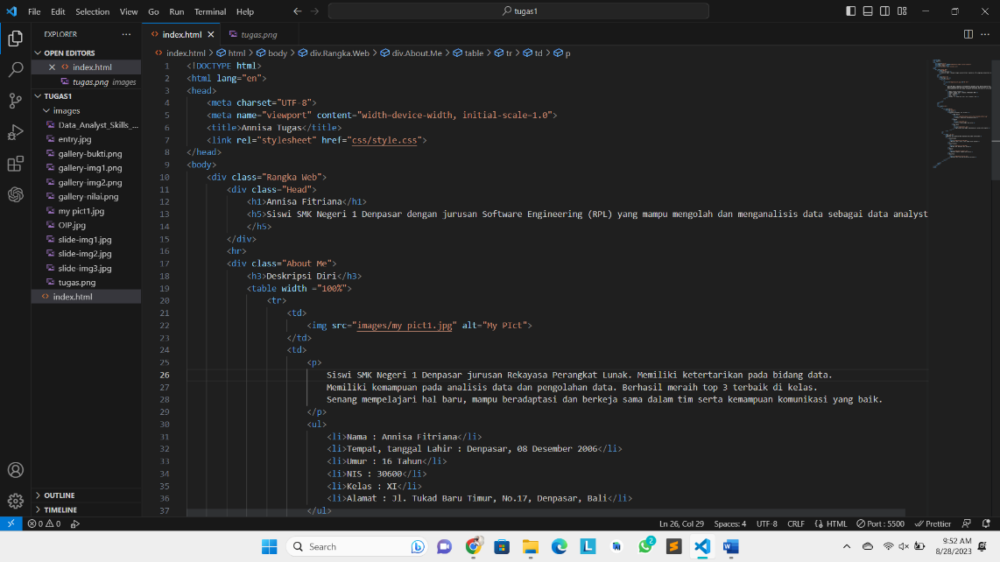 File Edit Selection View Go Run Terminal Help
tugas1
EXPLORER
index.html
tugas.png
OPEN EDITORS
index.html
tugas.png images
TUGAS1
images
Data_Analyst_Skills_...
entry.jpg
gallery-bukti.png
gallery-img1.png
gallery-img2.png
gallery-nilai.png
my pict1.jpg
OIP.jpg
slide-img1.jpg
slide-img2.jpg
slide-img3.jpg
tugas.png
index.html
OUTLINE
TIMELINE
index.html > html > body > div.Rangka.Web > div.About.Me > table > tr > td > p
1 <!DOCTYPE html>
2 <html lang="en">
3 <head>
4 <meta charset="UTF-8">
5 <meta name="viewport" content="width=device-width, initial-scale=1.0">
6 <title>Annisa Tugas</title>
7 <link rel="stylesheet" href="css/style.css">
8 </head>
9 <body>
10 <div class="Rangka Web">
11 <div class="Head">
12 <h1>Annisa Fitriana</h1>
13 <h5>Siswi SMK Negeri 1 Denpasar dengan jurusan Software Engineering (RPL) yang mampu mengolah dan menganalisis data sebagai data analyst
14 </h5>
15 </div>
16 <hr>
17 <div class="About Me">
18 <h3>Deskripsi Diri</h3>
19 <table width ="100%">
20 <tr>
21 <td>
22 <img src="images/my pict1.jpg" alt="My PIct">
23 </td>
24 <td>
25 <p>
26 Siswi SMK Negeri 1 Denpasar jurusan Rekayasa Perangkat Lunak. Memiliki ketertarikan pada bidang data.
27 Memiliki kemampuan pada analisis data dan pengolahan data. Berhasil meraih top 3 terbaik di kelas.
28 Senang mempelajari hal baru, mampu beradaptasi dan berkeja sama dalam tim serta kemampuan komunikasi yang baik.
29 </p>
30 <ul>
31 <li>Nama : Annisa Fitriana</li>
32 <li>Tempat, tanggal Lahir : Denpasar, 08 Desember 2006</li>
33 <li>Umur : 16 Tahun</li>
34 <li>NIS : 30600</li>
35 <li>Kelas : XI</li>
36 <li>Alamat : Jl. Tukad Baru Timur, No.17, Denpasar, Bali</li>
37 </ul>
0 0 Ln 26, Col 29 Spaces: 4 UTF-8 CRLF HTML Port : 5500 Prettier
Search
2
9:52 AM
8/28/2023